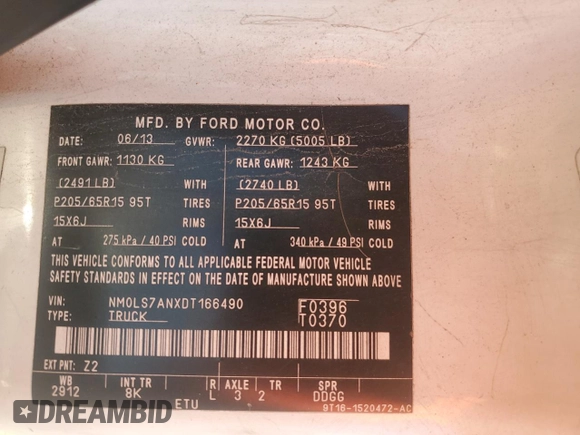 MFD. BY FORD MOTOR CO.
DATE: 06/13 GVWR: 2270 KG (5005 LB)
FRONT GAWR: 1130 KG REAR GAWR: 1243 KG
(2491 LB) WITH (2740 LB) WITH
P205/65R15 95T TIRES P205/65R15 95T TIRES
15X6J RIMS 15X6J RIMS
AT 275 kPa / 40 PSI COLD AT 340 kPa / 49 PSI COLD
THIS VEHICLE CONFORMS TO ALL APPLICABLE FEDERAL MOTOR VEHICLE
SAFETY STANDARDS IN EFFECT ON THE DATE OF MANUFACTURE SHOWN ABOVE
VIN: NM0LS7ANXDT166490 F0396
TYPE: TRUCK T0370
EXT PNT: Z2
WB INT TR R AXLE TR SPR
2912 8K L 3 2 DDGG
ETU 9T16-1520472-AC
DREAMBID.COM